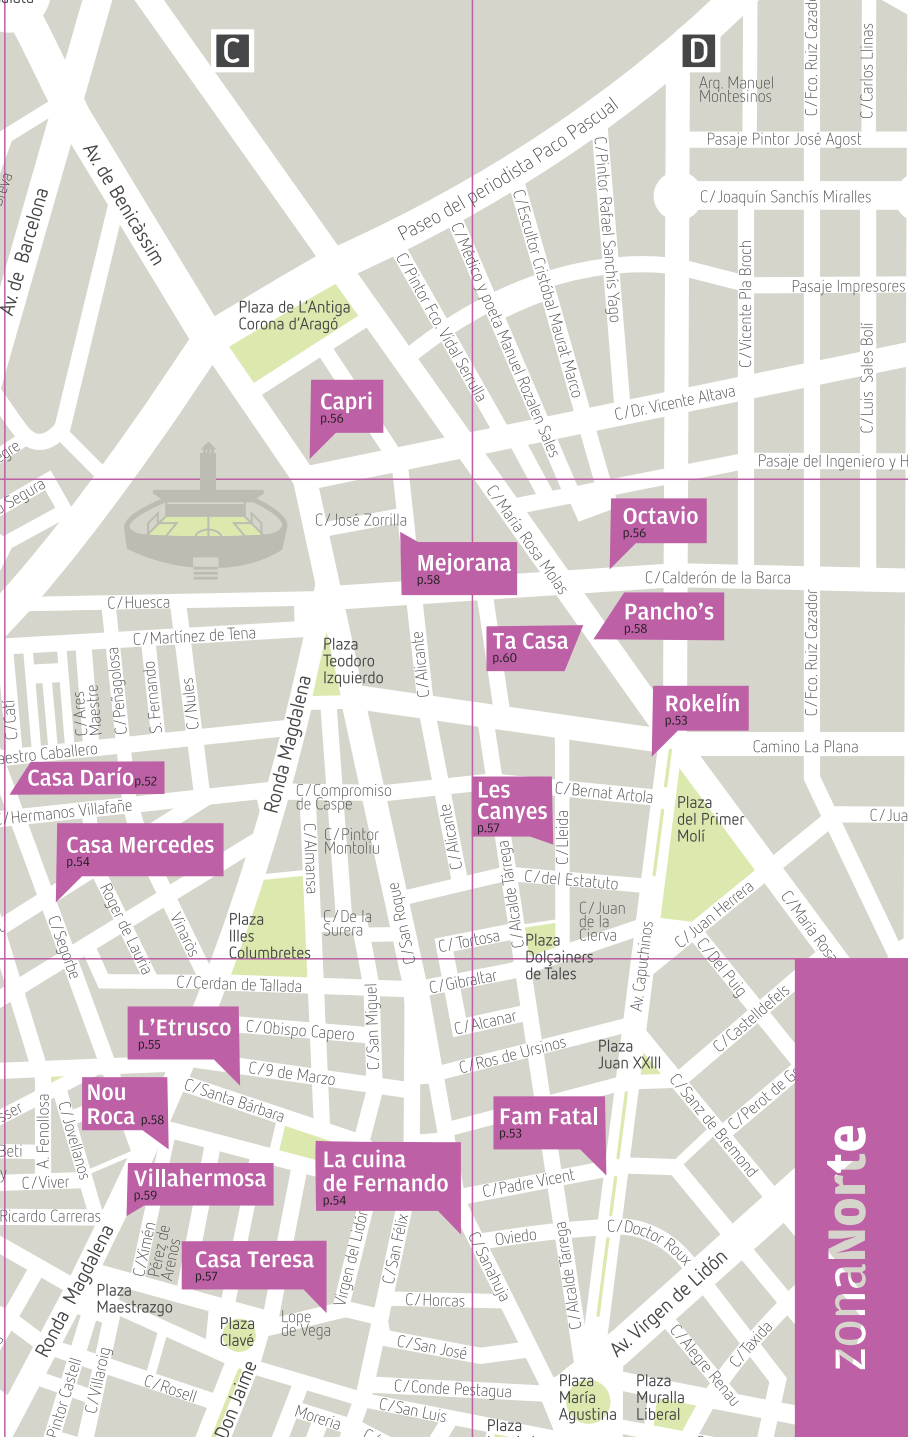 C
D
Arq. Manuel
Montesinos
C/Fco. Ruiz Cazad
C/Carlos Llinas
Pasaje Pintor José Agost
C/Joaquín Sanchís Miralles
Paseo del periodista Paco Pascual
C/Pintor Rafael Sanchís Yago
C/Escultor Cristóbal Maurat Marco
C/Médico y poeta Manuel Rozalen Sales
C/Pintor Fco. Vidal Serrulla
C/Vicente Pla Broch
Pasaje Impresores
C/Luis Sales Boli
Av. de Benicàssim
Av. de Barcelona
Plaza de L'Antiga
Corona d'Aragó
Capri
p.56
C/Dr. Vicente Altava
Pasaje del Ingeniero y H
Segura
C/José Zorrilla
C/María Rosa Molas
Octavio
p.56
Mejorana
p.58
C/Calderón de la Barca
C/Huesca
C/Martínez de Tena
Pancho's
p.58
Ta Casa
p.60
Plaza
Teodoro
Izquierdo
C/Alicante
C/Fco. Ruiz Cazador
C/Catí
C/Ares
Maestre
C/Peñagolosa
S. Fernando
C/Nules
Ronda Magdalena
Rokelín
p.53
Camino La Plana
aestro Caballero
Casa Darío p.52
C/Hermanos Villafañe
C/Compromiso
de Caspe
Les
Canyes
p.57
C/Bernat Artola
Plaza
del Primer
Molí
C/Jua
Casa Mercedes
p.54
C/Almansa
C/Pintor
Montoliu
C/Alicante
C/Lleida
C/Alcalde Tárrega
C/del Estatuto
C/Segorbe
Roger de Lauria
Vinaròs
Plaza
Illes
Columbretes
C/De la
Surera
C/San Roque
C/Tortosa
Plaza
Dolçainers
de Tales
C/Juan
de la
Cierva
Av. Capuchinos
C/Juan Herrera
C/María Rosa
C/Del Puig
C/Cerdan de Tallada
C/Gibraltar
C/Castelldefels
L'Etrusco
p.55
C/Obispo Capero
C/San Miguel
C/Alcanar
C/Ros de Ursinos
Plaza
Juan XXIII
C/9 de Marzo
C/Santa Bárbara
C/Sanz de Bremond
C/Perot de G
Nou
Roca p.58
A. Fenollosa
C/Jovellanos
Fam Fatal
p.53
C/Viver
Villahermosa
p.59
La cuina
de Fernando
p.54
C/Padre Vicent
Ricardo Carreras
Ronda Magdalena
C/Ximén
Pérez de
Arenós
Casa Teresa
p.57
Virgen del Lidón
C/San Félix
C/Sanahuja
Oviedo
C/Alcalde Tárrega
C/Doctor Roux
Av. Virgen de Lidón
Plaza
Maestrazgo
Plaza
Clavé
Lope
de Vega
C/Horcas
C/San José
C/Alegre Renau
C/Taxida
Pintor Castell
C/Villaroig
C/Rosell
Don Jaime
C/Conde Pestagua
C/San Luis
Moreria
Plaza
María
Agustina
Plaza
Muralla
Liberal
Plaza
zonaNorte